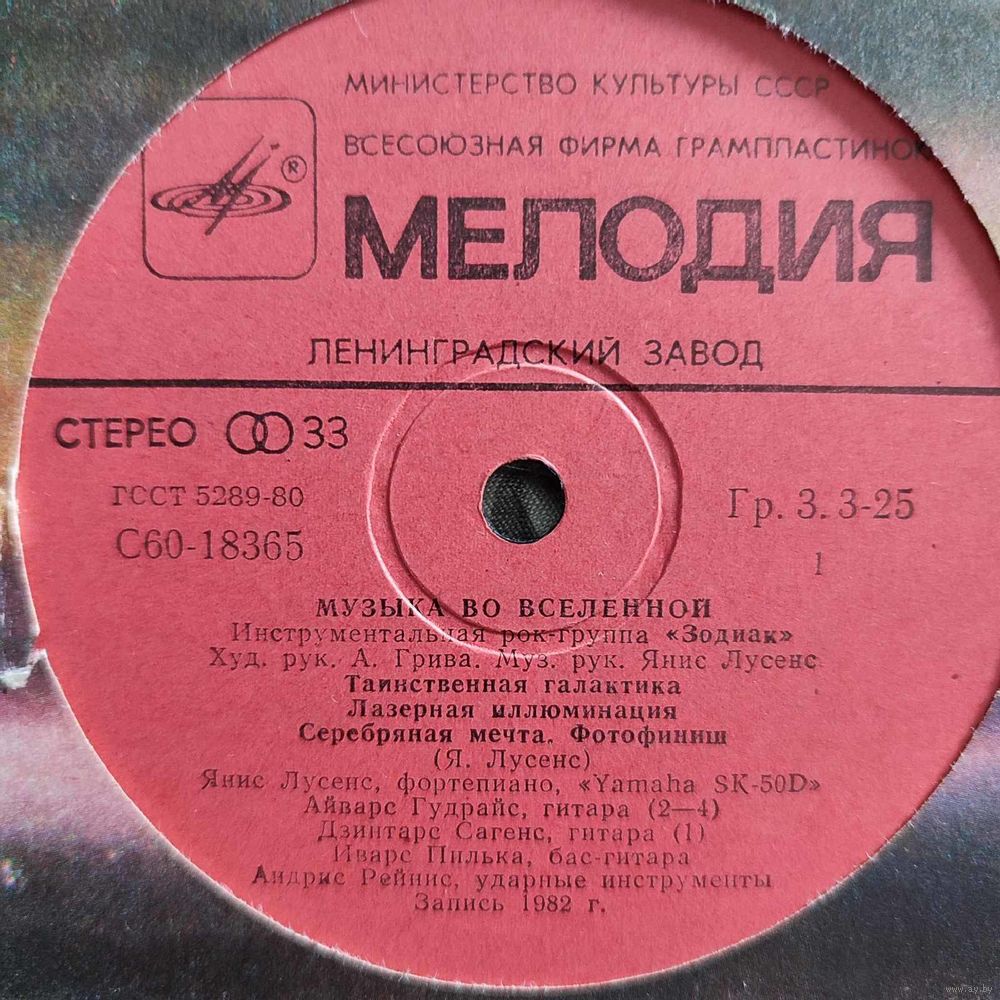 МИНИСТЕРСТВО КУЛЬТУРЫ СССР
ВСЕСОЮЗНАЯ ФИРМА ГРАМПЛАСТИНОК
®
МЕЛОДИЯ
ЛЕНИНГРАДСКИЙ ЗАВОД
СТЕРЕО 33
ГОСТ 5289-80
Гр. 3. 3-25
С60-18365
1
МУЗЫКА ВО ВСЕЛЕННОЙ
Инструментальная рок-группа «Зодиак»
Худ. рук. А. Грива. Муз. рук. Янис Лусенс
Таинственная галактика
Лазерная иллюминация
Серебряная мечта. Фотофиниш
(Я. Лусенс)
Янис Лусенс, фортепиано, «Yamaha SK-50D»
Айварс Гудрайс, гитара (2—4)
Дзинтарс Сагенс, гитара (1)
Иварс Пилька, бас-гитара
Андрис Рейнис, ударные инструменты
Запись 1982 г.
www.ay.by